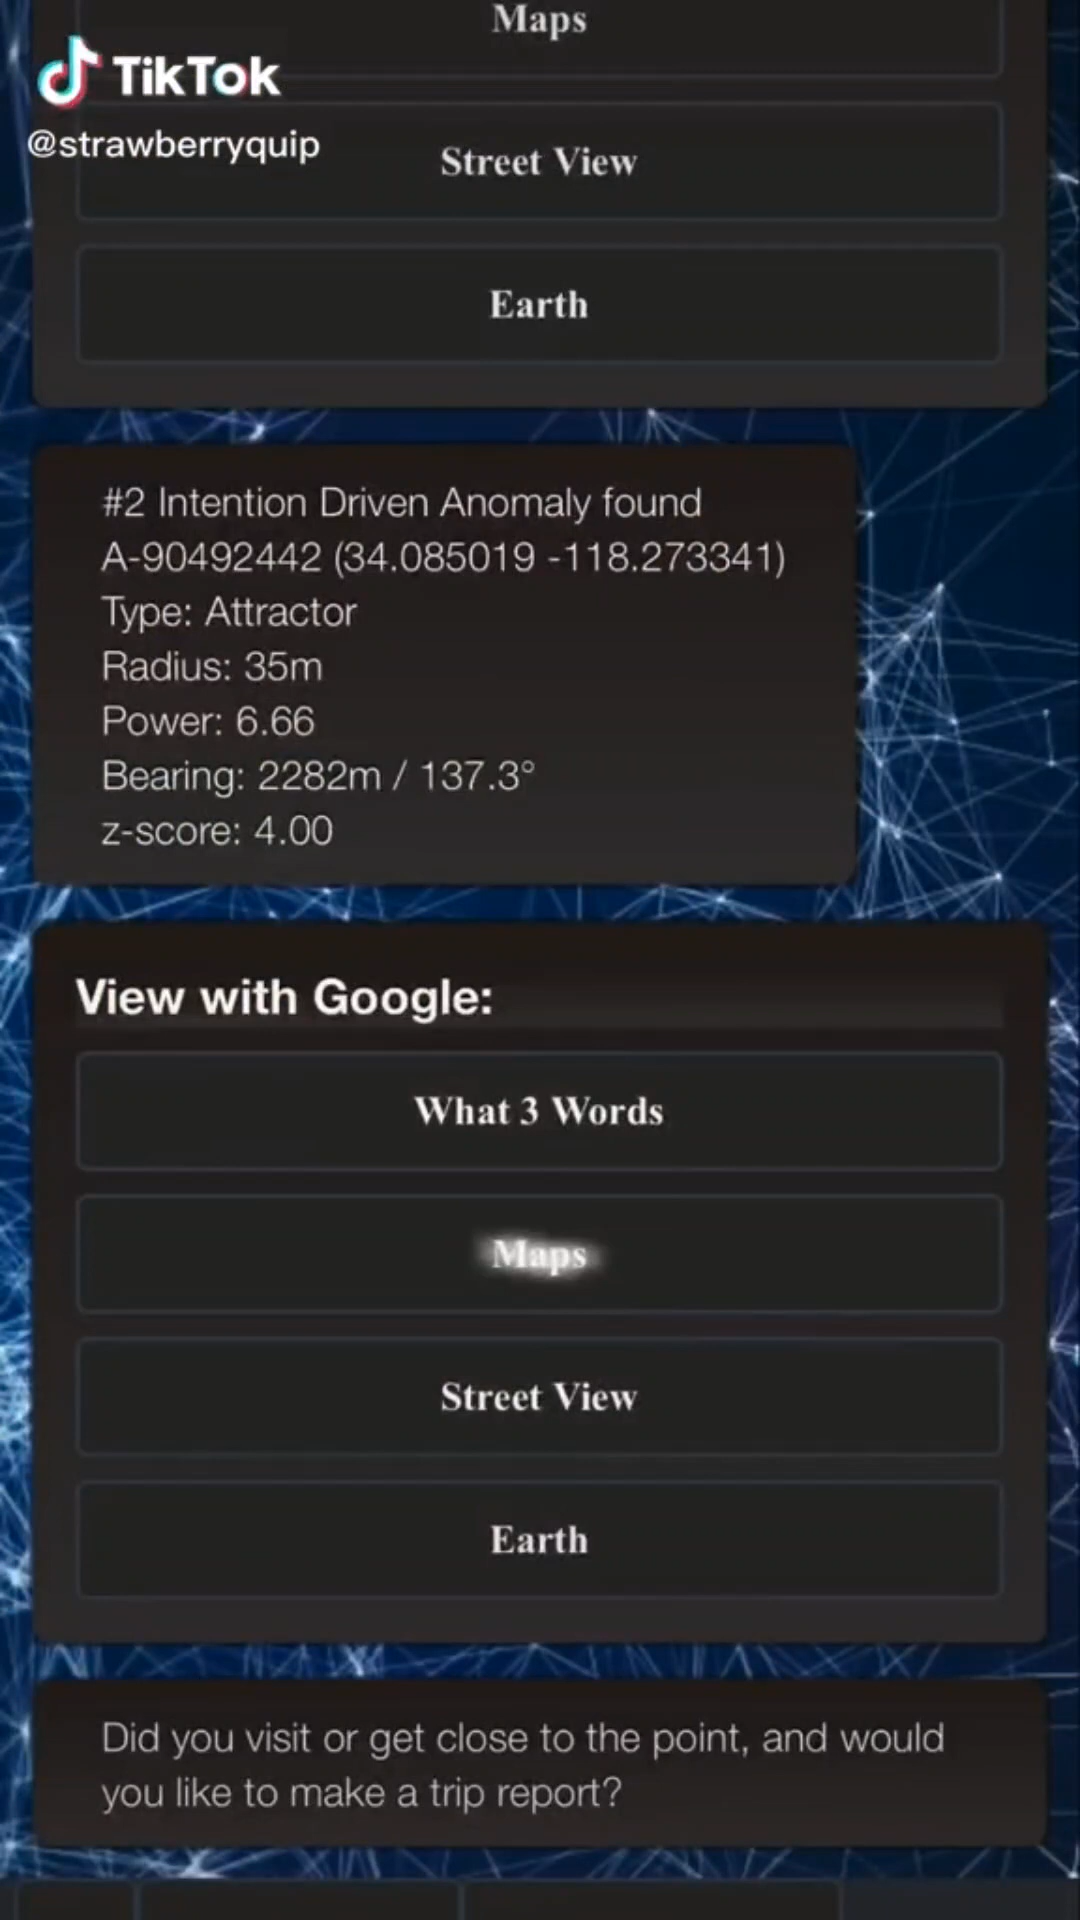 Maps
TikTok
@strawberryquip
Street View
Earth
#2 Intention Driven Anomaly found
A-90492442 (34.085019 -118.273341)
Type: Attractor
Radius: 35m
Power: 6.66
Bearing: 2282m / 137.3°
z-score: 4.00
View with Google:
What 3 Words
Maps
Street View
Earth
Did you visit or get close to the point, and would
you like to make a trip report?